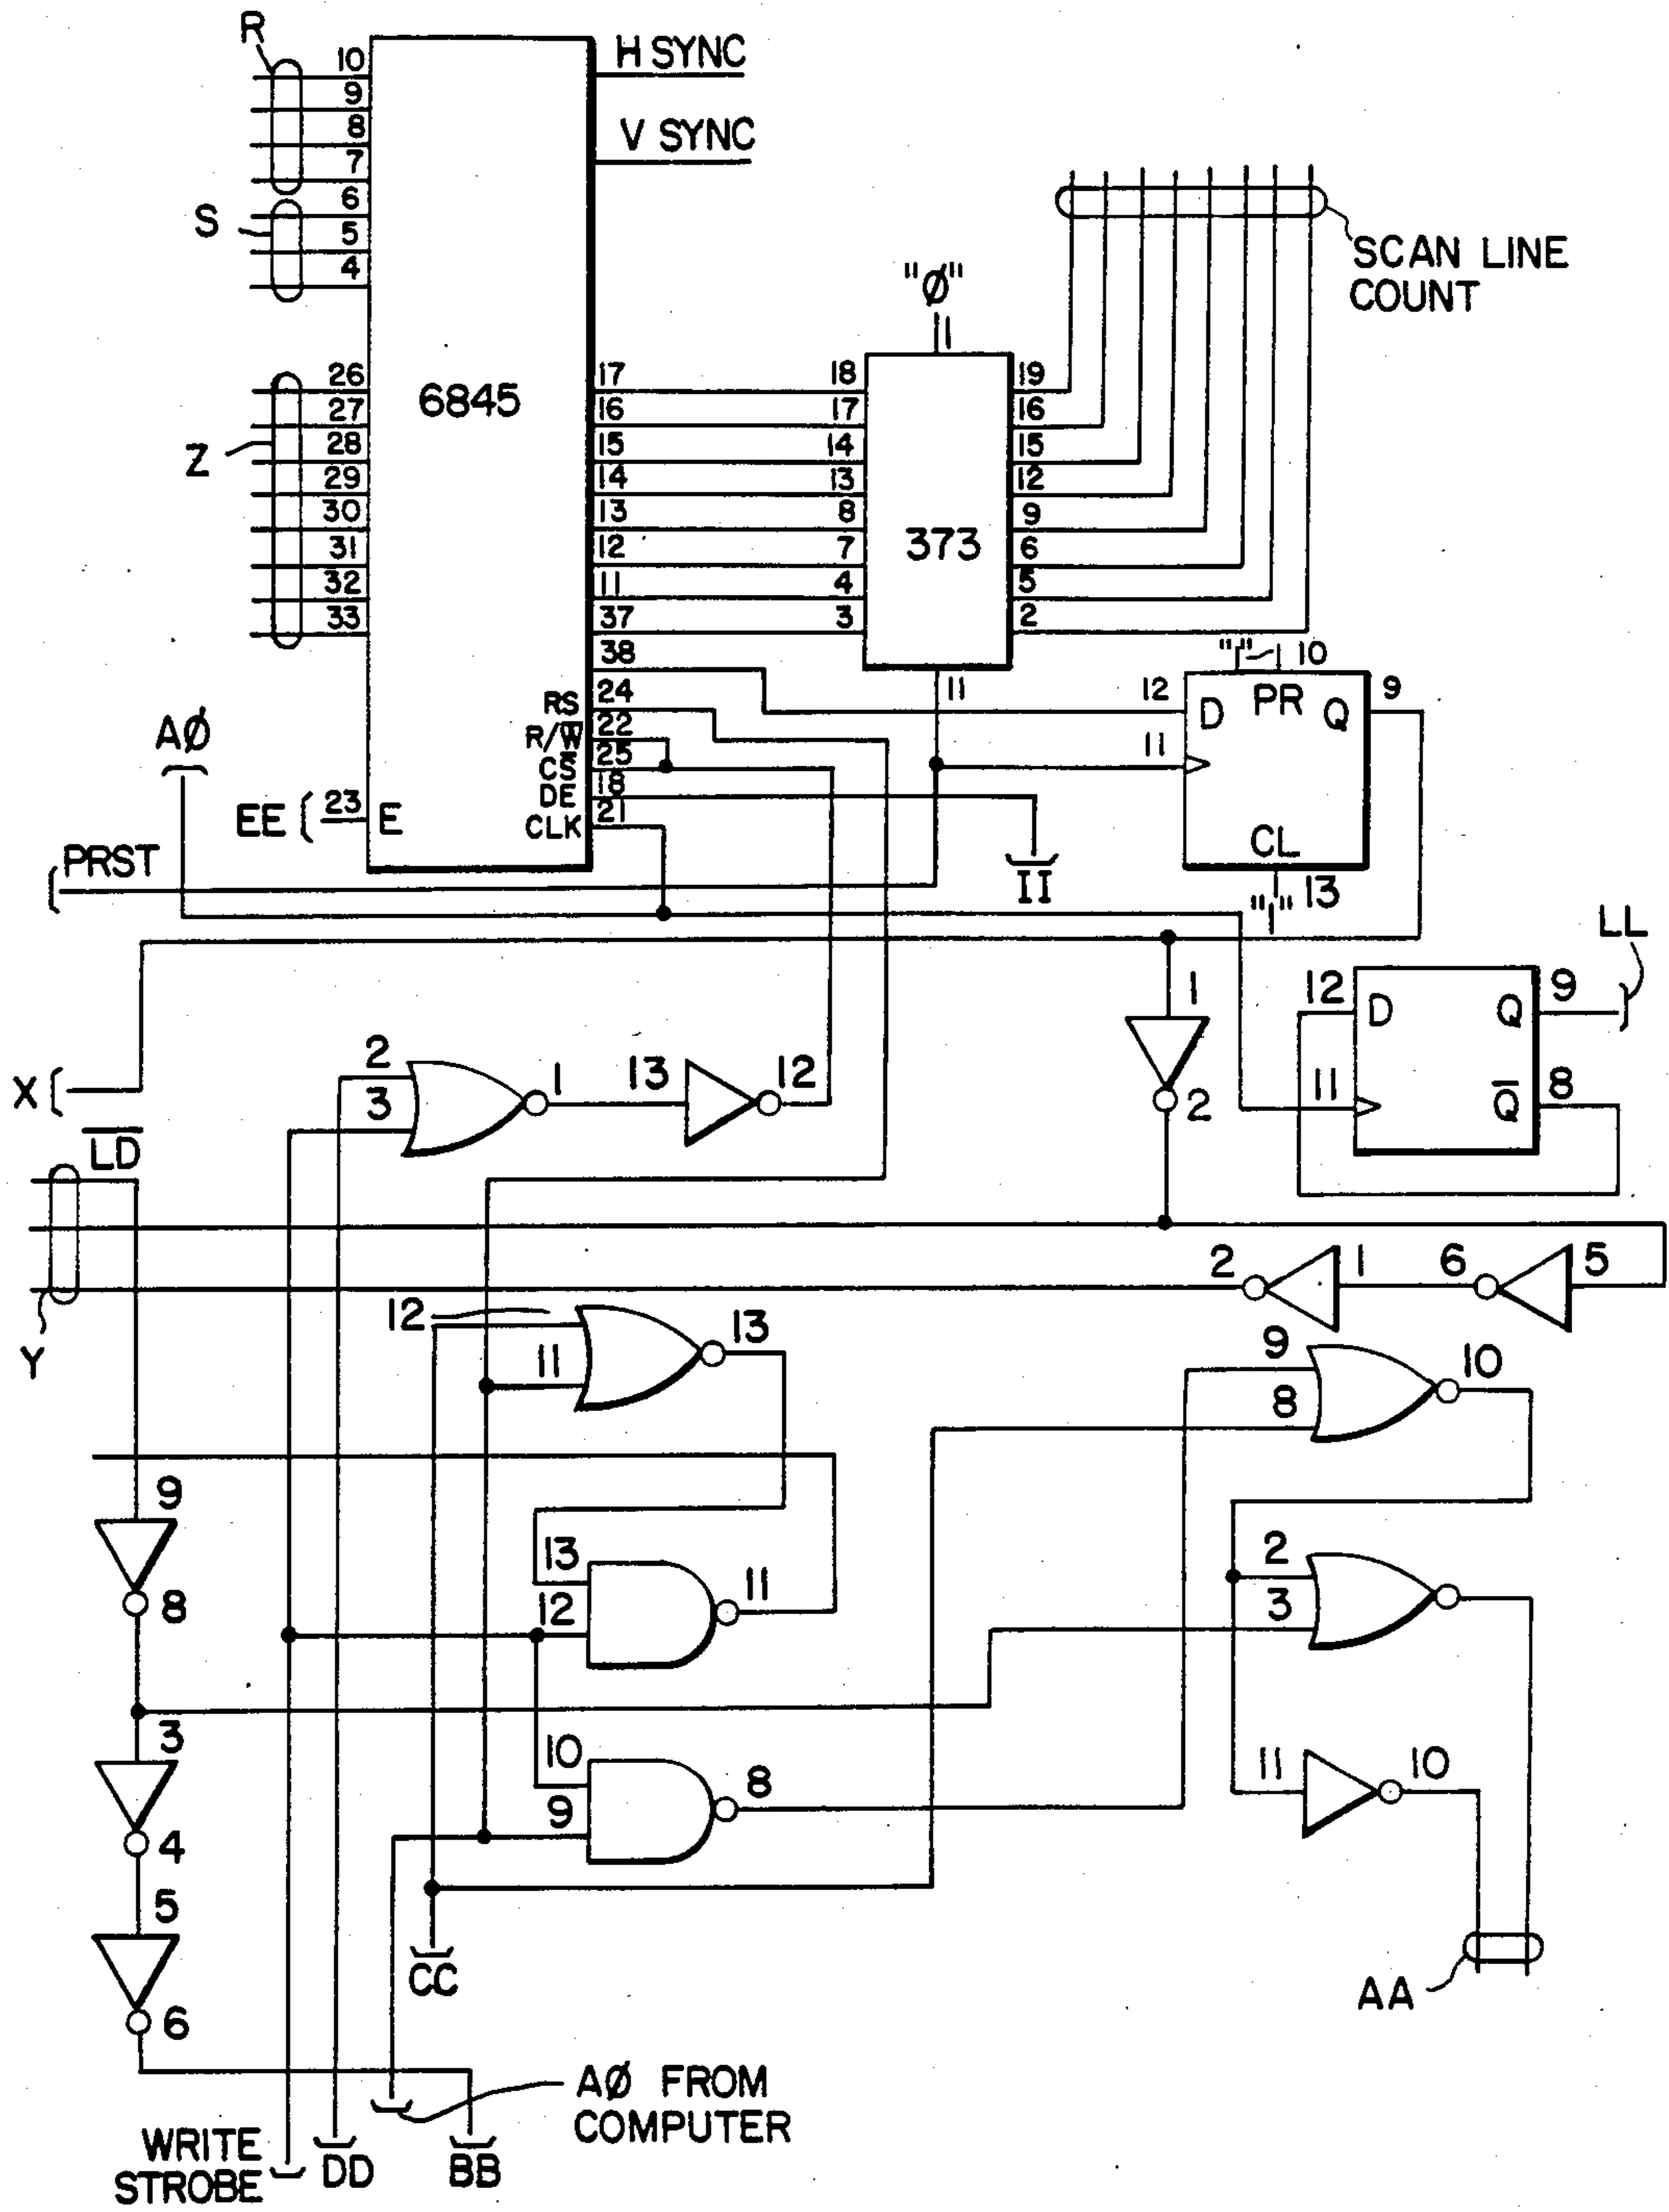 R
10
9
8
7
6
5
4
S
H SYNC
V SYNC
SCAN LINE
COUNT
"Ø"
1
26
27
28
29
30
31
32
33
Z
6845
17
16
15
14
13
12
11
37
38
18
17
14
13
8
7
4
3
373
19
16
15
12
9
6
5
2
11
RS 24
R/W̅ 22
C̅S̅ 25
DE 18
CLK 21
AØ
EE 23 E
PRST
II
"1" 10
12 D PR Q 9
11
CL
"1" 13
LL
12 D Q 9
11 Q̅ 8
1
2
X
2
3
1
13
12
L̅D̅
Y
2
1
6
5
12
11
13
9
8
10
9
8
13
12
11
2
3
3
4
10
9
8
11
10
5
6
CC
AA
AØ FROM
COMPUTER
WRITE
STROBE
DD
BB